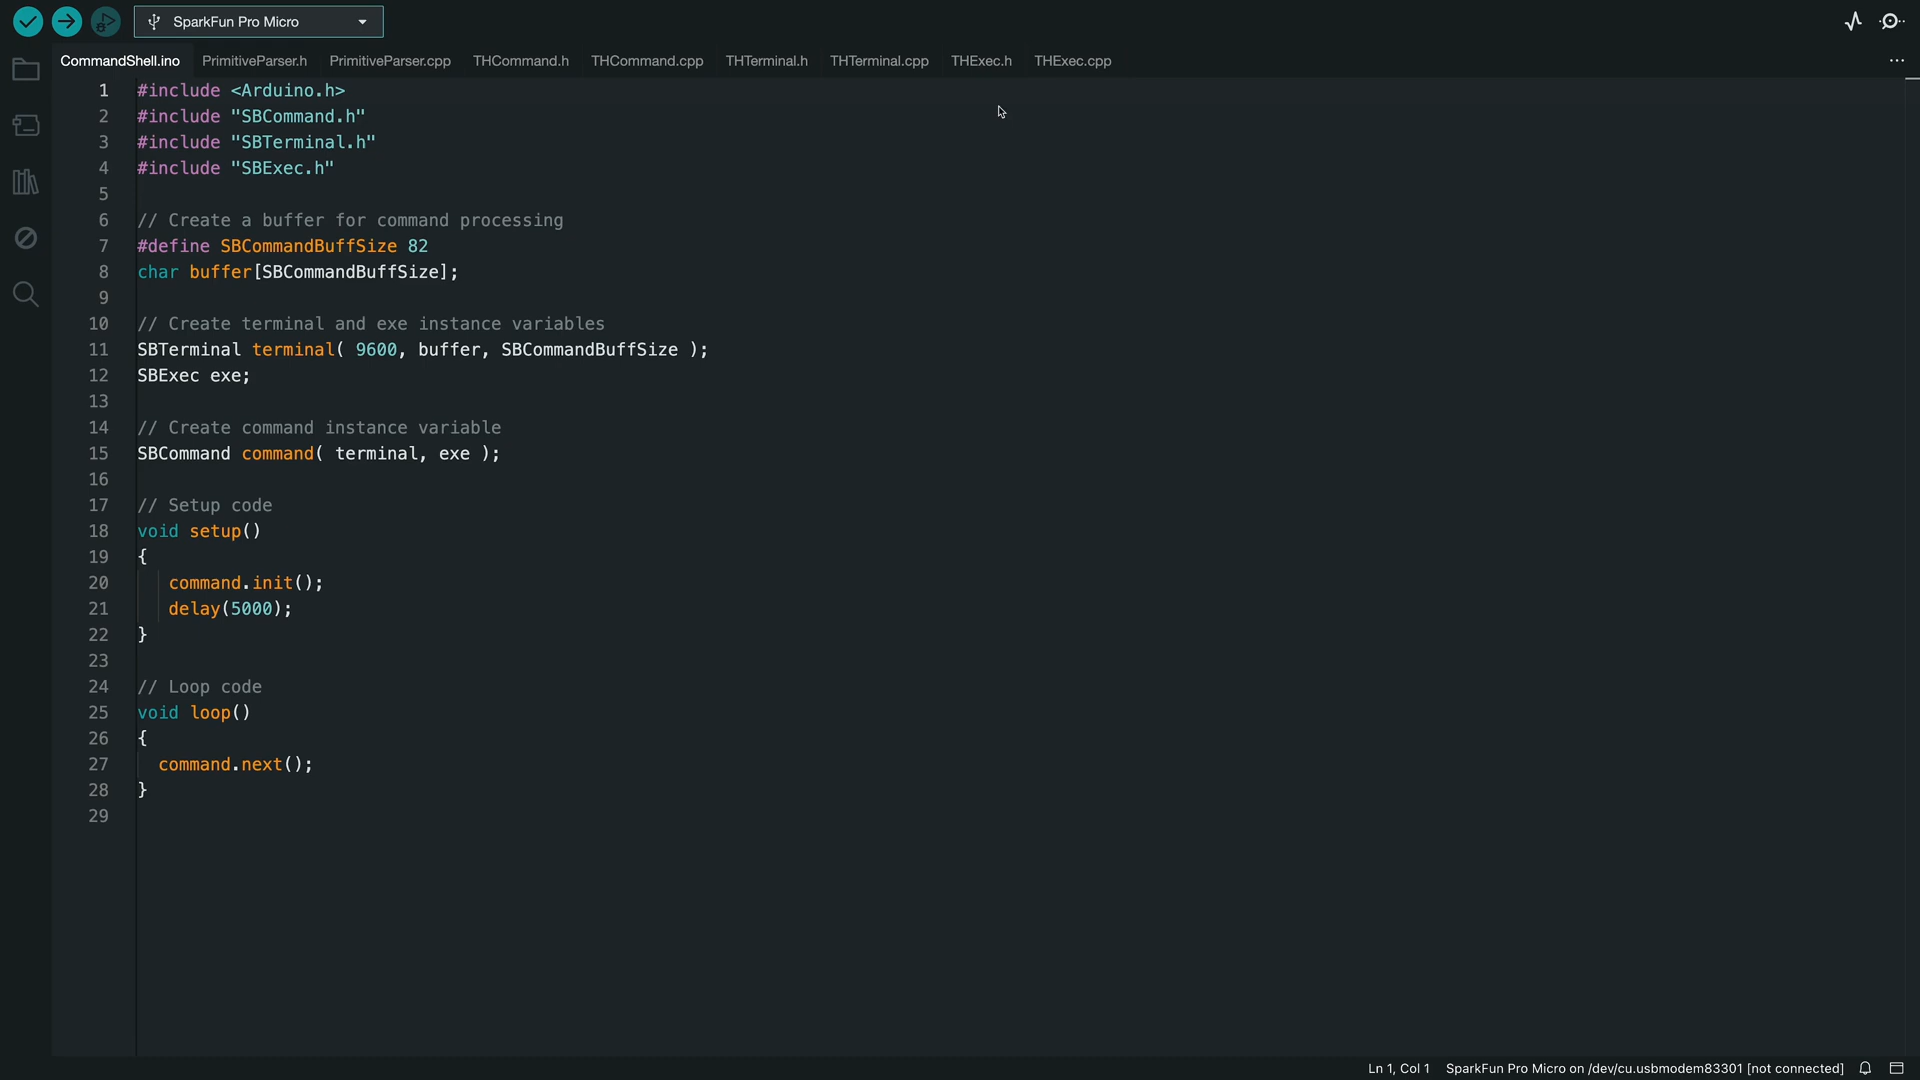 SparkFun Pro Micro
CommandShell.ino PrimitiveParser.h PrimitiveParser.cpp THCommand.h THCommand.cpp THTerminal.h THTerminal.cpp THExec.h THExec.cpp
1 #include <Arduino.h>
2 #include "SBCommand.h"
3 #include "SBTerminal.h"
4 #include "SBExec.h"
5
6 // Create a buffer for command processing
7 #define SBCommandBuffSize 82
8 char buffer[SBCommandBuffSize];
9
10 // Create terminal and exe instance variables
11 SBTerminal terminal( 9600, buffer, SBCommandBuffSize );
12 SBExec exe;
13
14 // Create command instance variable
15 SBCommand command( terminal, exe );
16
17 // Setup code
18 void setup()
19 {
20 command.init();
21 delay(5000);
22 }
23
24 // Loop code
25 void loop()
26 {
27 command.next();
28 }
29
Ln 1, Col 1 SparkFun Pro Micro on /dev/cu.usbmodem83301 [not connected]